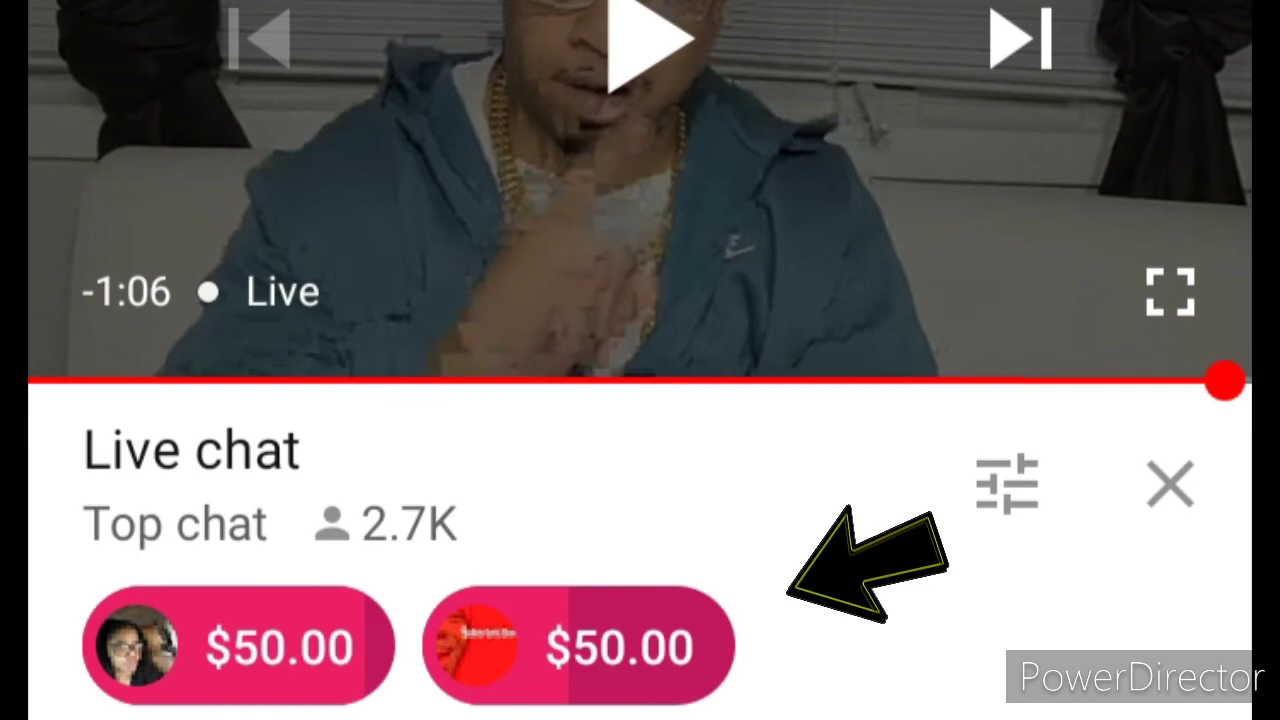 -1:06 • Live
Live chat
Top chat 2.7K
$50.00 $50.00
PowerDirector